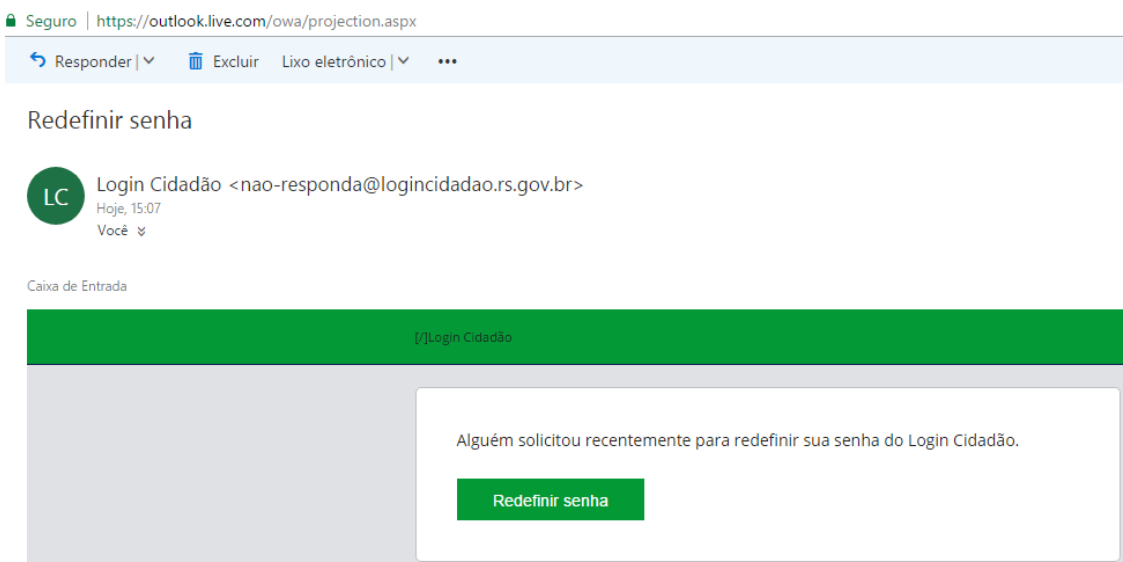 Seguro | https://outlook.live.com/owa/projection.aspx
Responder | Excluir Lixo eletrônico | •••
Redefinir senha
LC
Login Cidadão <nao-responda@logincidadao.rs.gov.br>
Hoje, 15:07
Você
Caixa de Entrada
[/]Login Cidadão
Alguém solicitou recentemente para redefinir sua senha do Login Cidadão.
Redefinir senha